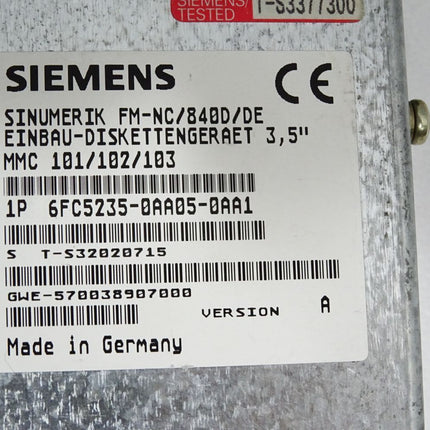 SIEMENS/ T-S3377300
TESTED
SIEMENS CE
SINUMERIK FM-NC/840D/DE
EINBAU-DISKETTENGERAET 3,5"
MMC 101/102/103
1P 6FC5235-0AA05-0AA1
S T-S32020715
GWE-570038907000
VERSION A
Made in Germany